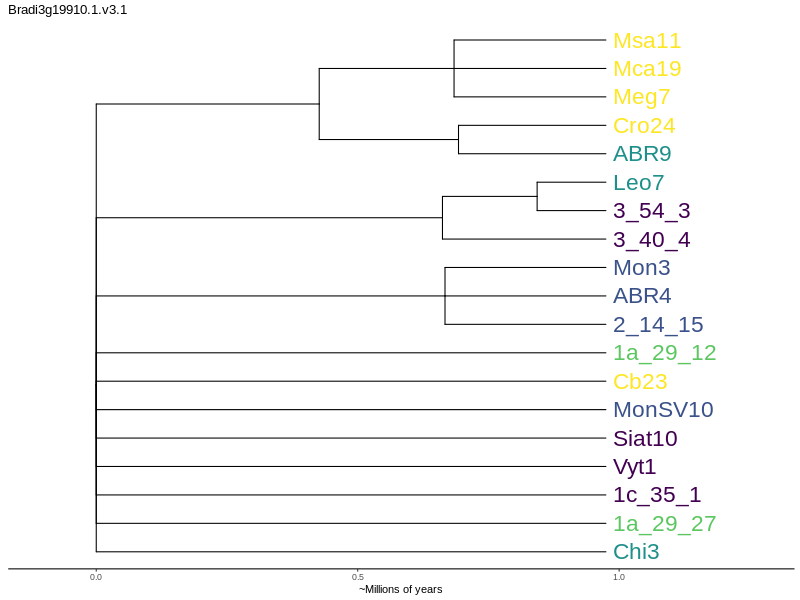 Bradi3g19910.1.v3.1
Msa11
Mca19
Meg7
Cro24
ABR9
Leo7
3_54_3
3_40_4
Mon3
ABR4
2_14_15
1a_29_12
Cb23
MonSV10
Siat10
Vyt1
1c_35_1
1a_29_27
Chi3
0.0 0.5 1.0
~Millions of years